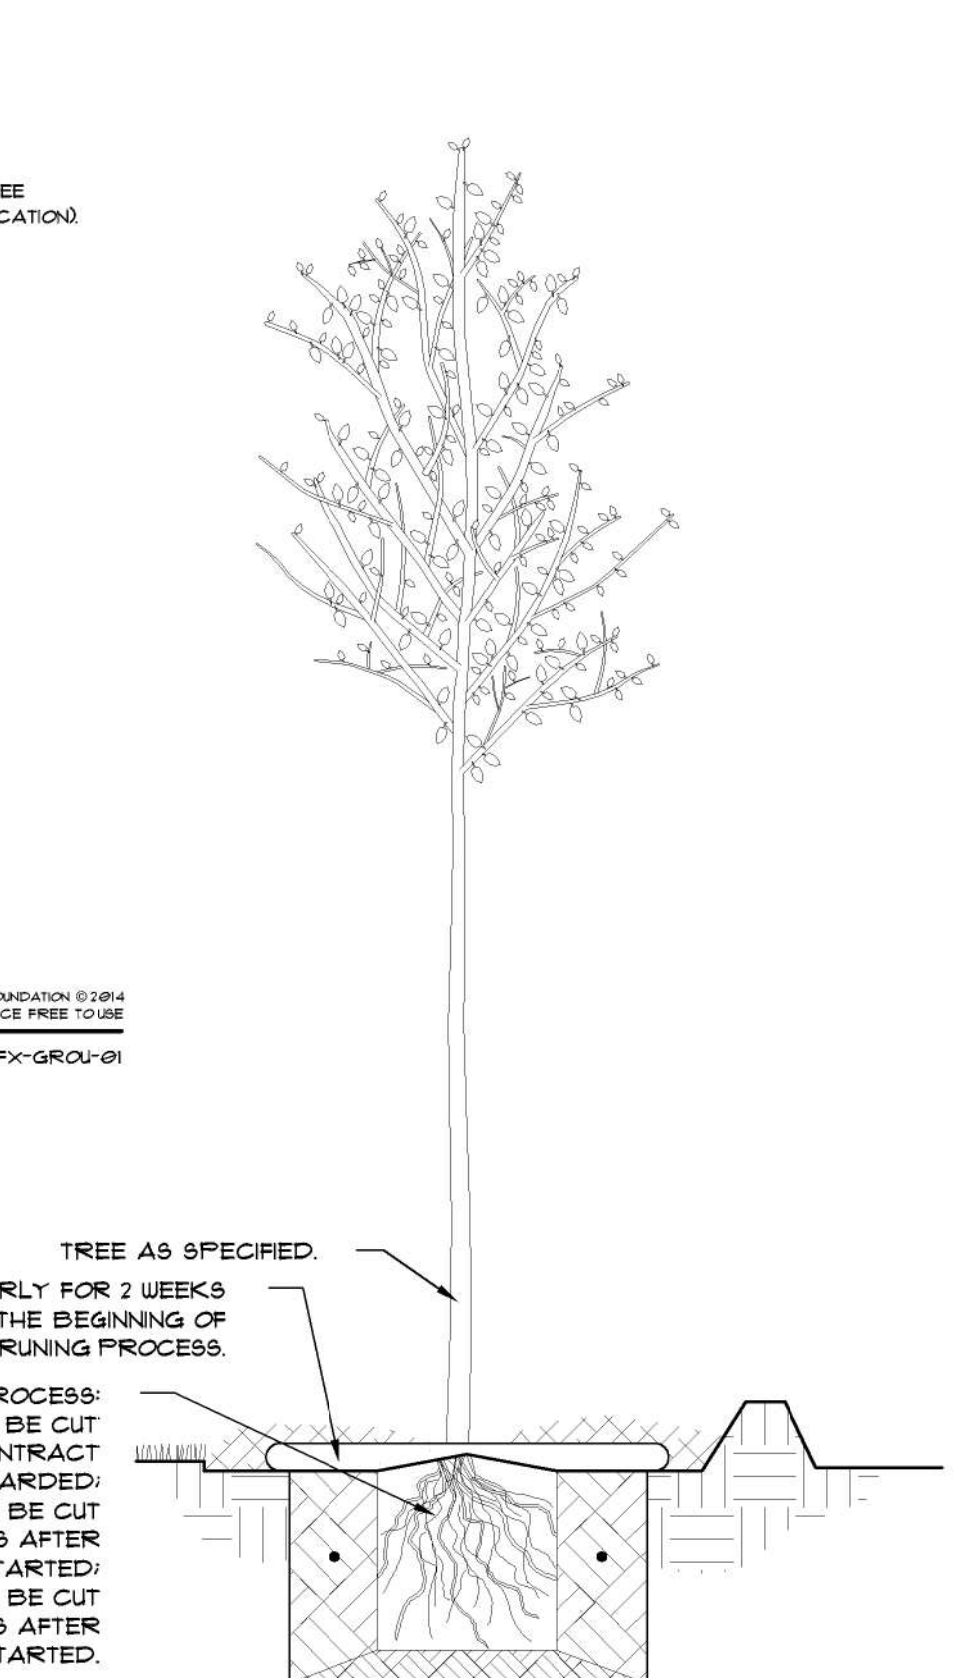 EE
CATION).
OUNDATION © 2014
CE FREE TO USE
FX-GROU-01
TREE AS SPECIFIED.
RLY FOR 2 WEEKS
THE BEGINNING OF
RUNING PROCESS.
ROCESS:
BE CUT
NTRACT
ARDED;
BE CUT
S AFTER
TARTED;
BE CUT
S AFTER
TARTED.